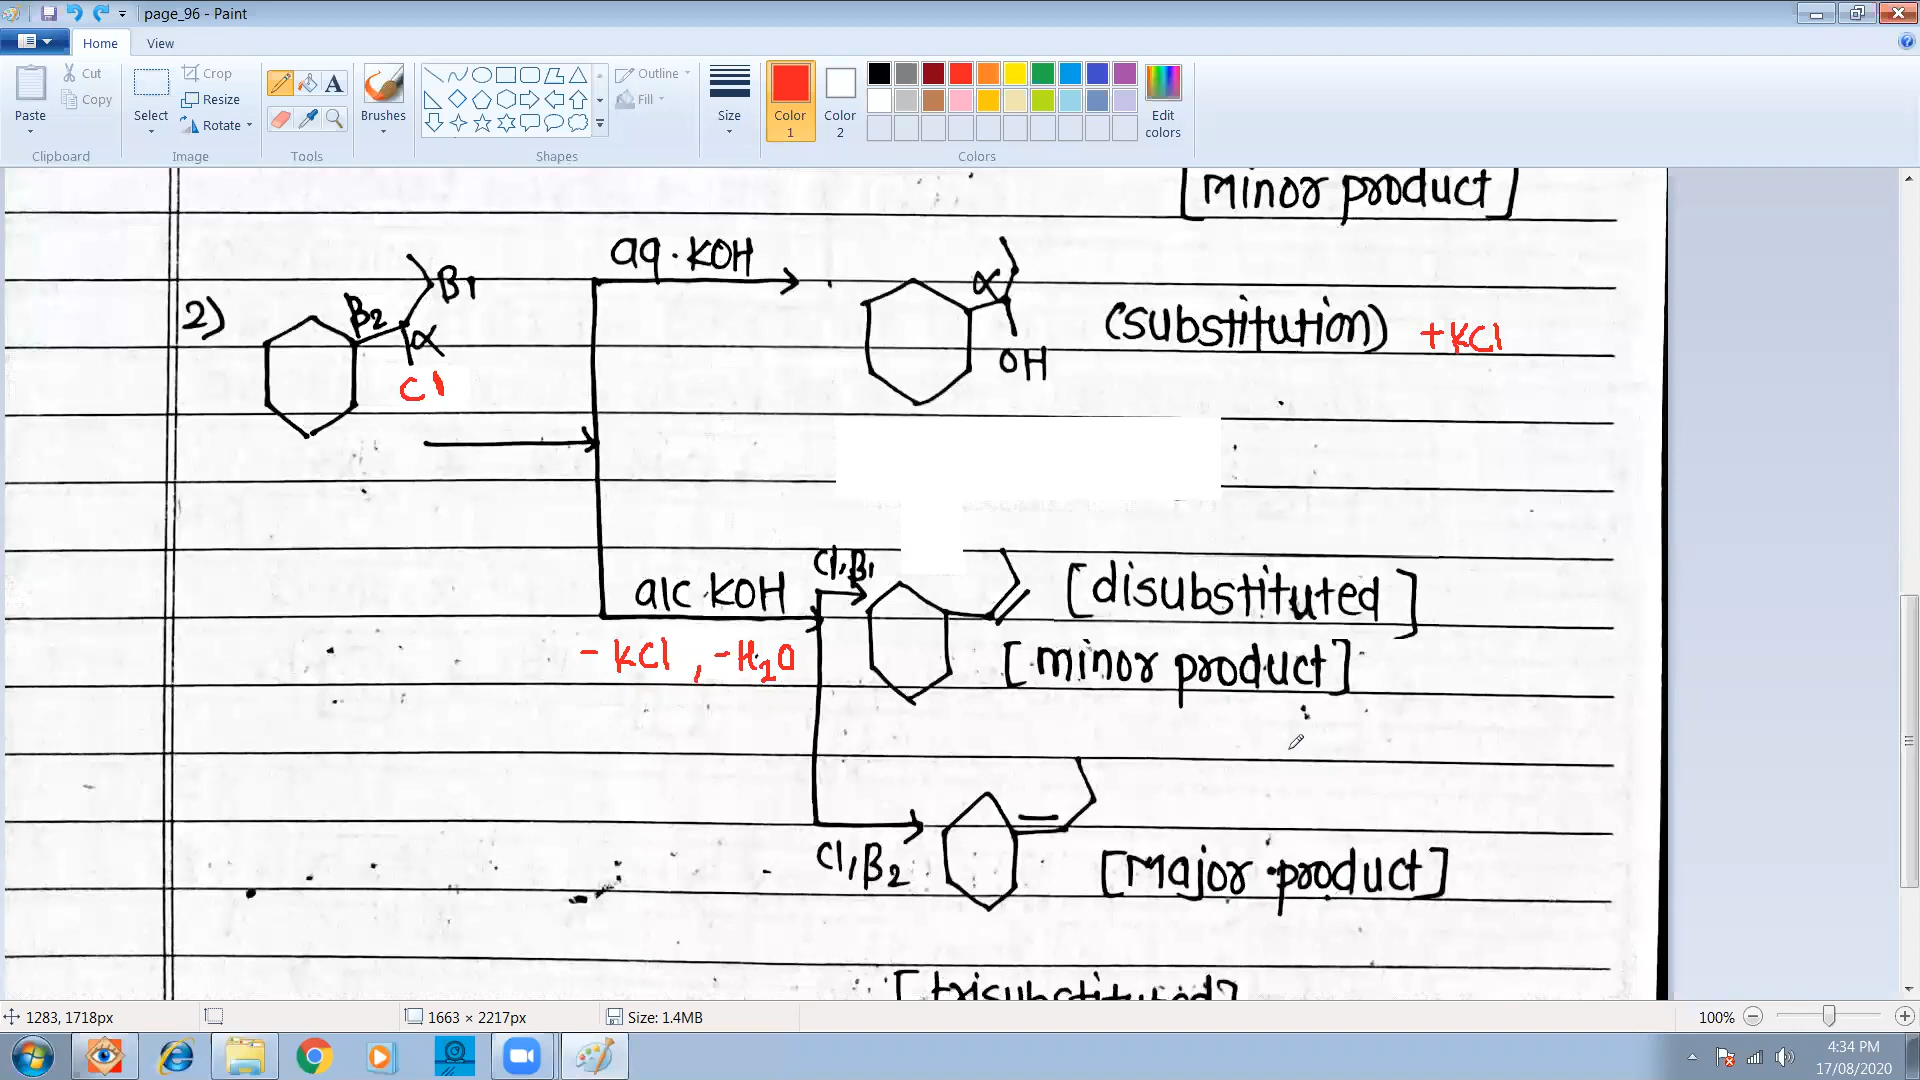 page_96 - Paint
Home View
Cut
Copy
Paste
Clipboard
Select
Crop
Resize
Rotate
Image
Tools
Brushes
Shapes
Outline
Fill
Size
Color 1
Color 2
Edit colors
Colors
[minor product]
2)
β1
β2
α
Cl
aq. KOH
α
OH
(substitution) + KCl
alc. KOH
- KCl, -H2O
Cl, β1
[disubstituted]
[minor product]
Cl, β2
[Major product]
[trisubstituted]
1283, 1718px
1663 × 2217px
Size: 1.4MB
100%
4:34 PM
17/08/2020